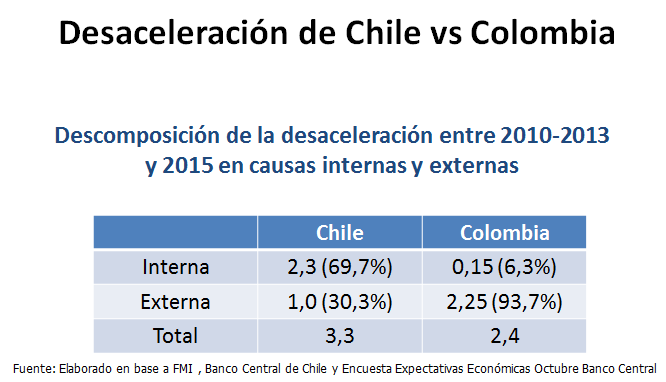 Desaceleración de Chile vs Colombia
Descomposición de la desaceleración entre 2010-2013
y 2015 en causas internas y externas
Chile Colombia
Interna 2,3 (69,7%) 0,15 (6,3%)
Externa 1,0 (30,3%) 2,25 (93,7%)
Total 3,3 2,4
Fuente: Elaborado en base a FMI , Banco Central de Chile y Encuesta Expectativas Económicas Octubre Banco Central